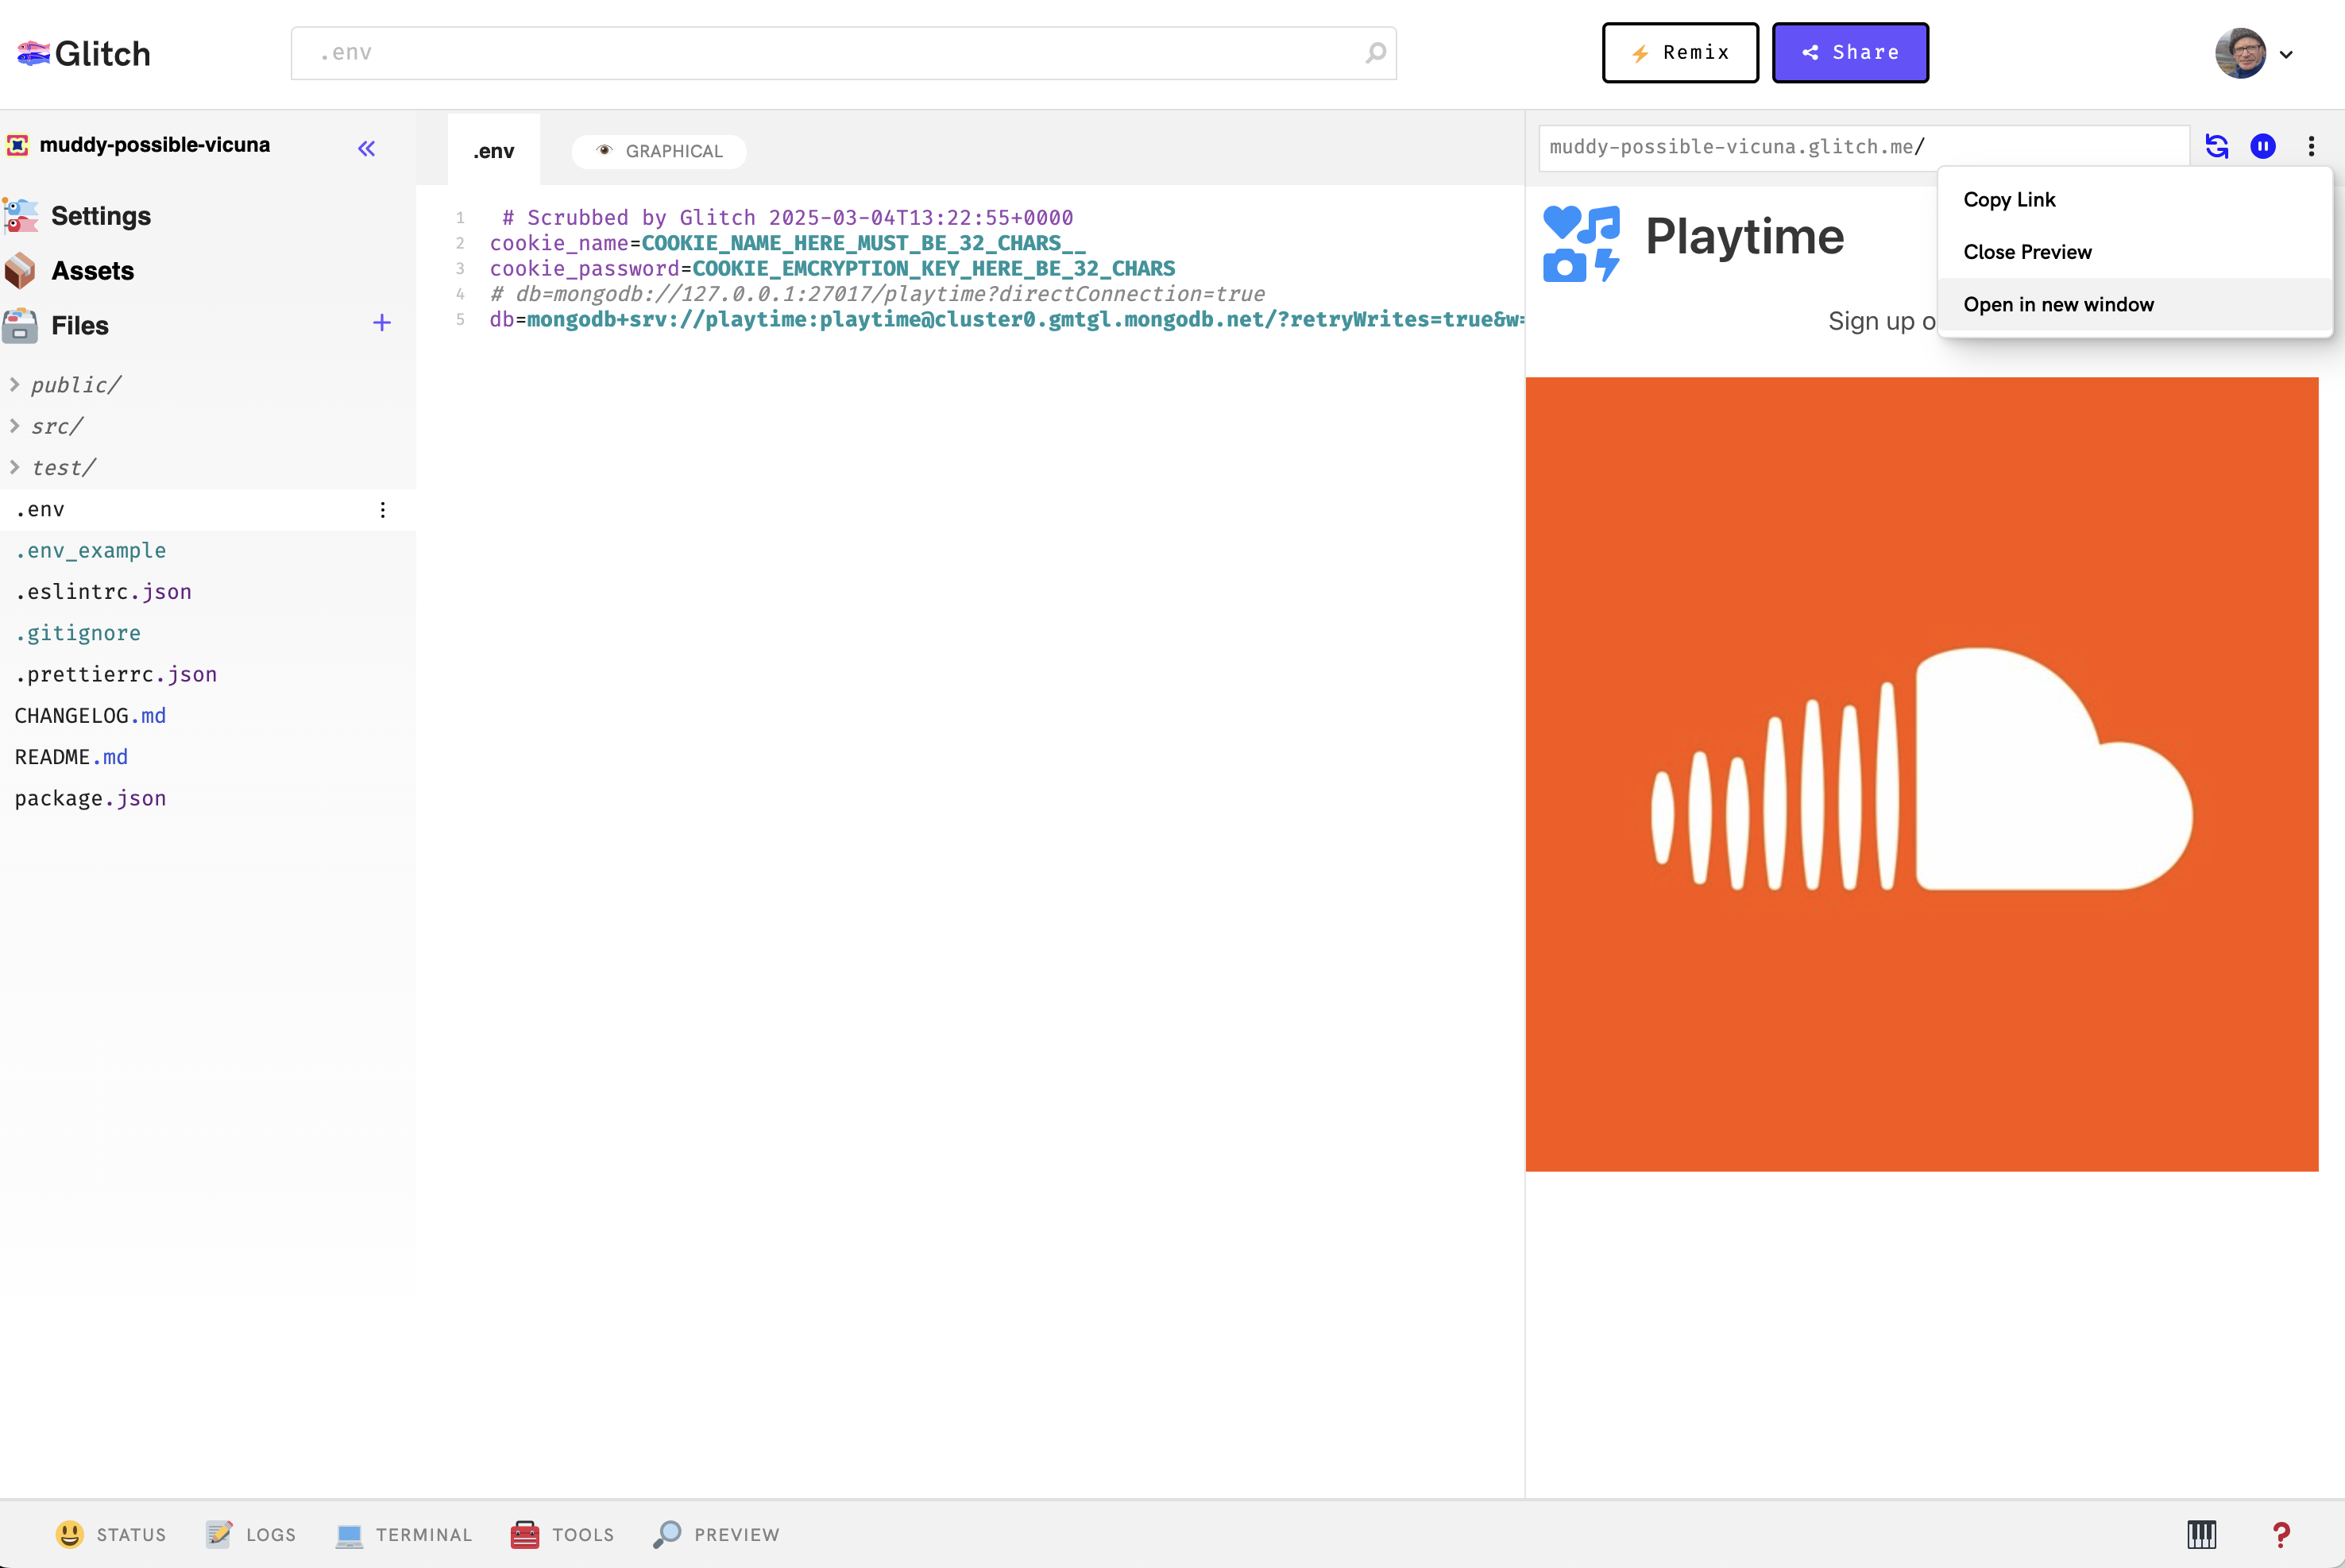 Glitch
.env
Remix
Share
muddy-possible-vicuna
Settings
Assets
Files
public/
src/
test/
.env
.env_example
.eslintrc.json
.gitignore
.prettierrc.json
CHANGELOG.md
README.md
package.json
.env
GRAPHICAL
1 # Scrubbed by Glitch 2025-03-04T13:22:55+0000
2 cookie_name=COOKIE_NAME_HERE_MUST_BE_32_CHARS__
3 cookie_password=COOKIE_EMCRYPTION_KEY_HERE_BE_32_CHARS
4 # db=mongodb://127.0.0.1:27017/playtime?directConnection=true
5 db=mongodb+srv://playtime:playtime@cluster0.gmtgl.mongodb.net/?retryWrites=true&w=
muddy-possible-vicuna.glitch.me/
Copy Link
Close Preview
Open in new window
Playtime
Sign up o
STATUS
LOGS
TERMINAL
TOOLS
PREVIEW
?